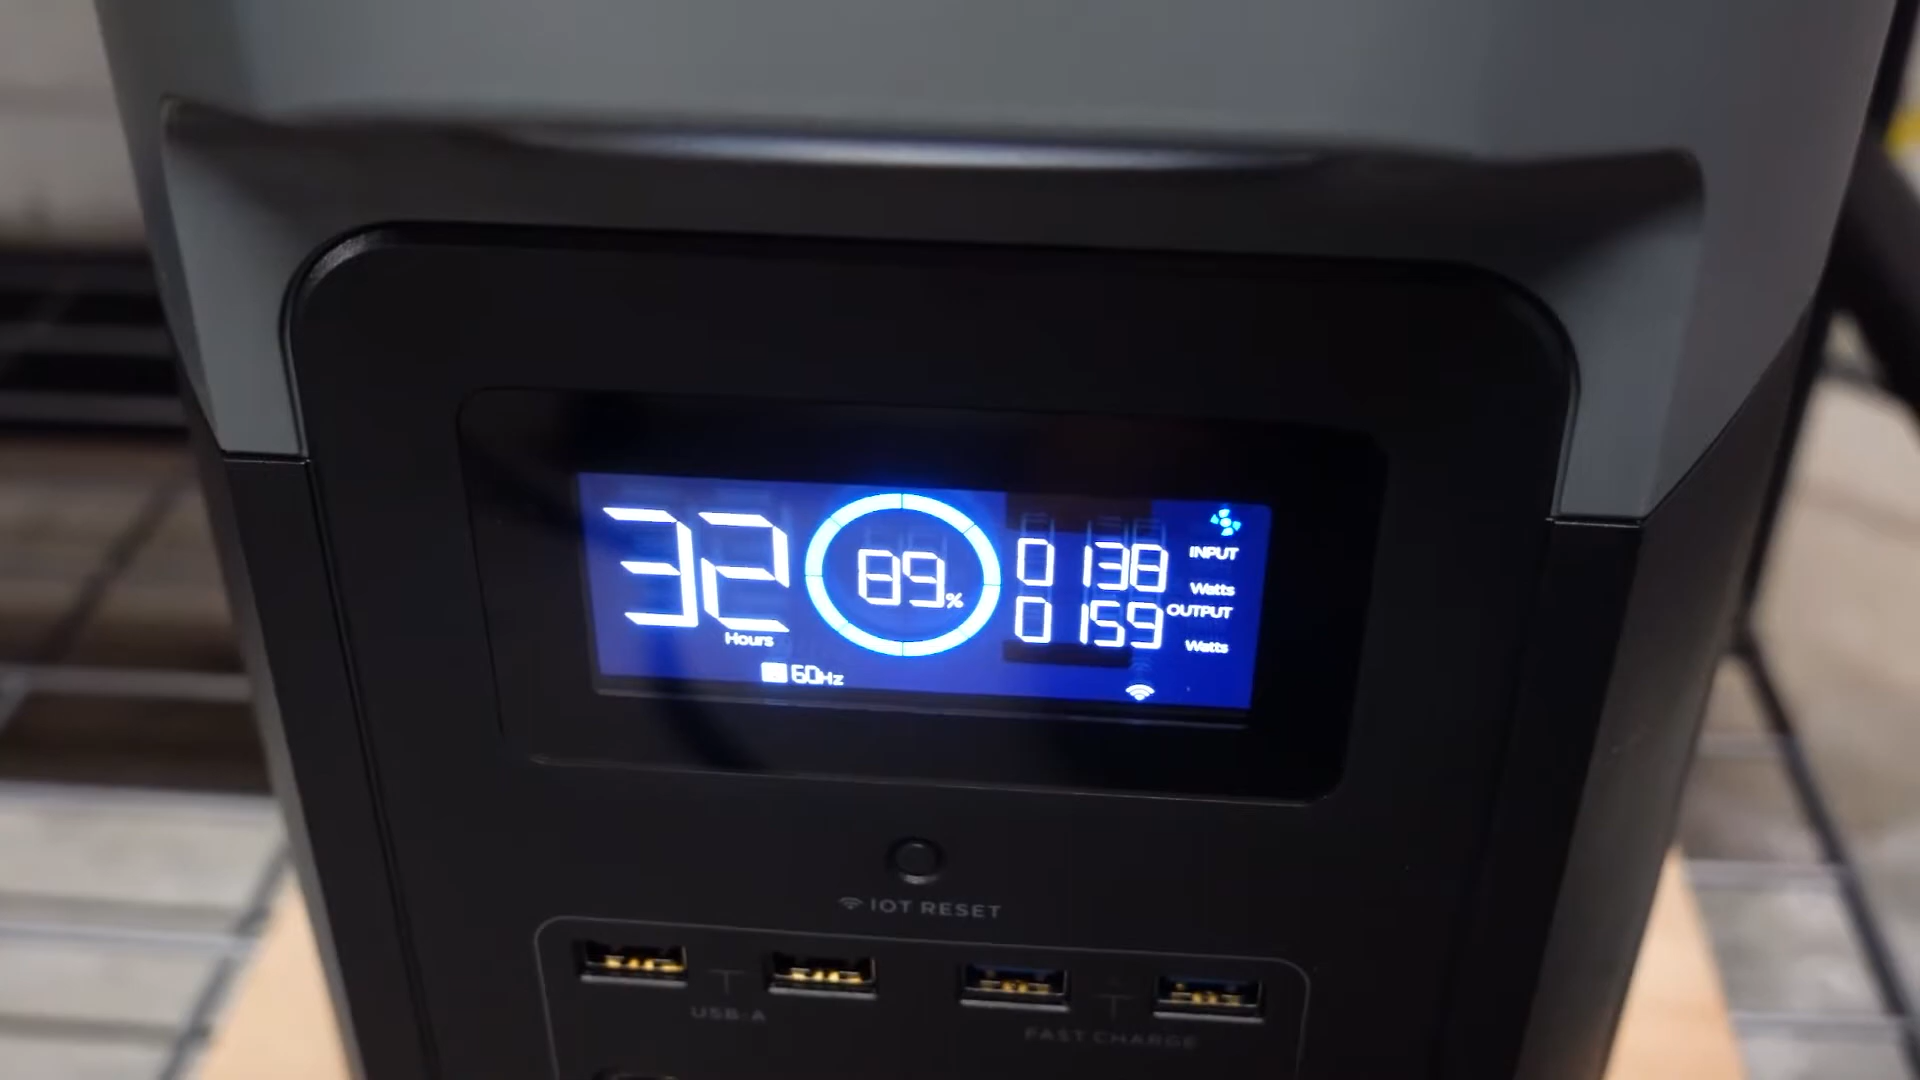 32 Hours
89%
0138 INPUT Watts
0159 OUTPUT Watts
60Hz
IOT RESET
USB-A
FAST CHARGE